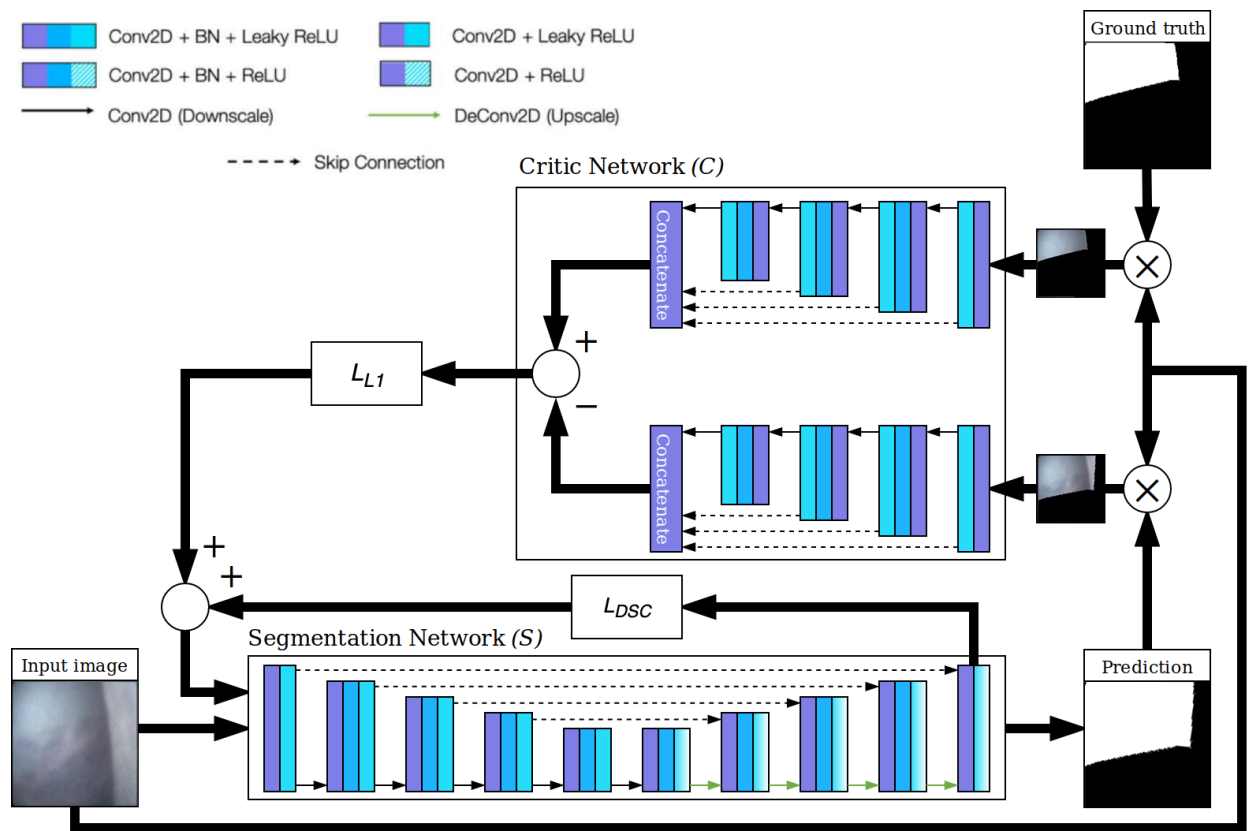 Conv2D + BN + Leaky ReLU
Conv2D + Leaky ReLU
Conv2D + BN + ReLU
Conv2D + ReLU
Conv2D (Downscale)
DeConv2D (Upscale)
Skip Connection
Ground truth
Critic Network (C)
Concatenate
+
×
L_L1
−
Concatenate
×
+
+
L_DSC
Segmentation Network (S)
Input image
Prediction